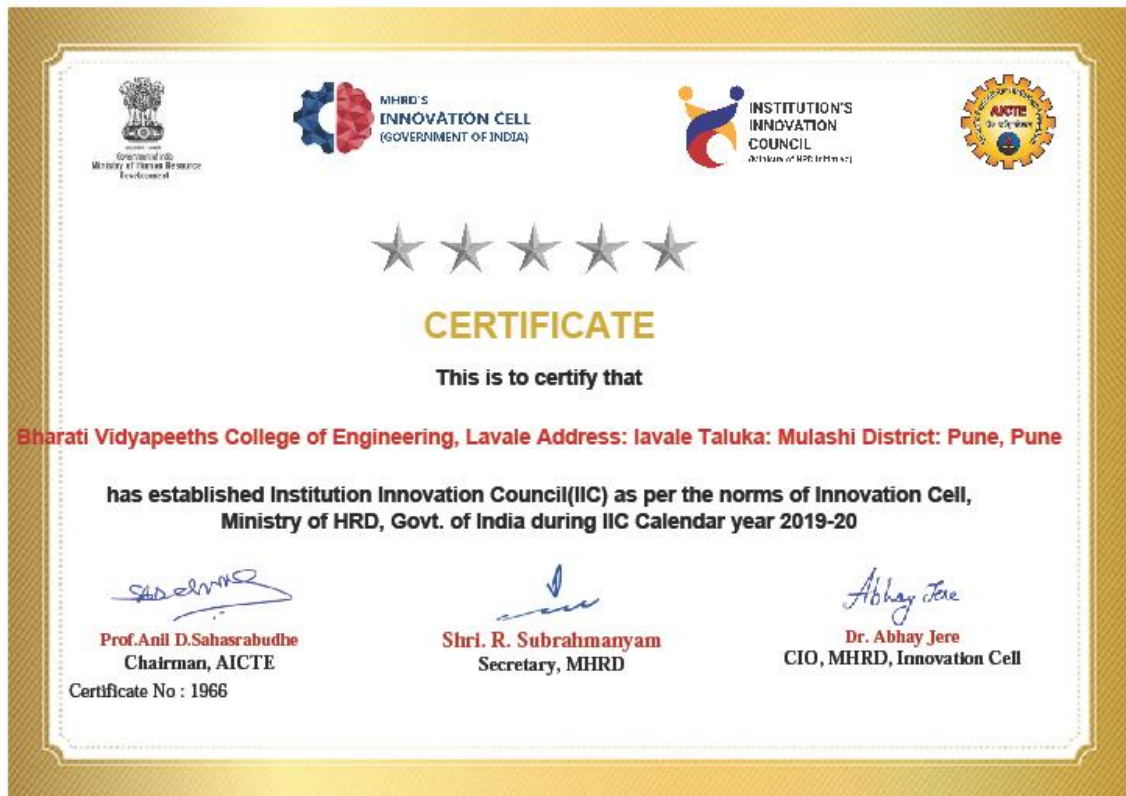 Government of India
Ministry of Human Resource
Development
MHRD'S
INNOVATION CELL
(GOVERNMENT OF INDIA)
INSTITUTION'S
INNOVATION
COUNCIL
(Ministry of HRD Initiative)
AICTE
CERTIFICATE
This is to certify that
Bharati Vidyapeeths College of Engineering, Lavale Address: lavale Taluka: Mulashi District: Pune, Pune
has established Institution Innovation Council(IIC) as per the norms of Innovation Cell,
Ministry of HRD, Govt. of India during IIC Calendar year 2019-20
Abhay Jere
Prof.Anil D.Sahasrabudhe
Chairman, AICTE
Shri. R. Subrahmanyam
Secretary, MHRD
Dr. Abhay Jere
CIO, MHRD, Innovation Cell
Certificate No : 1966